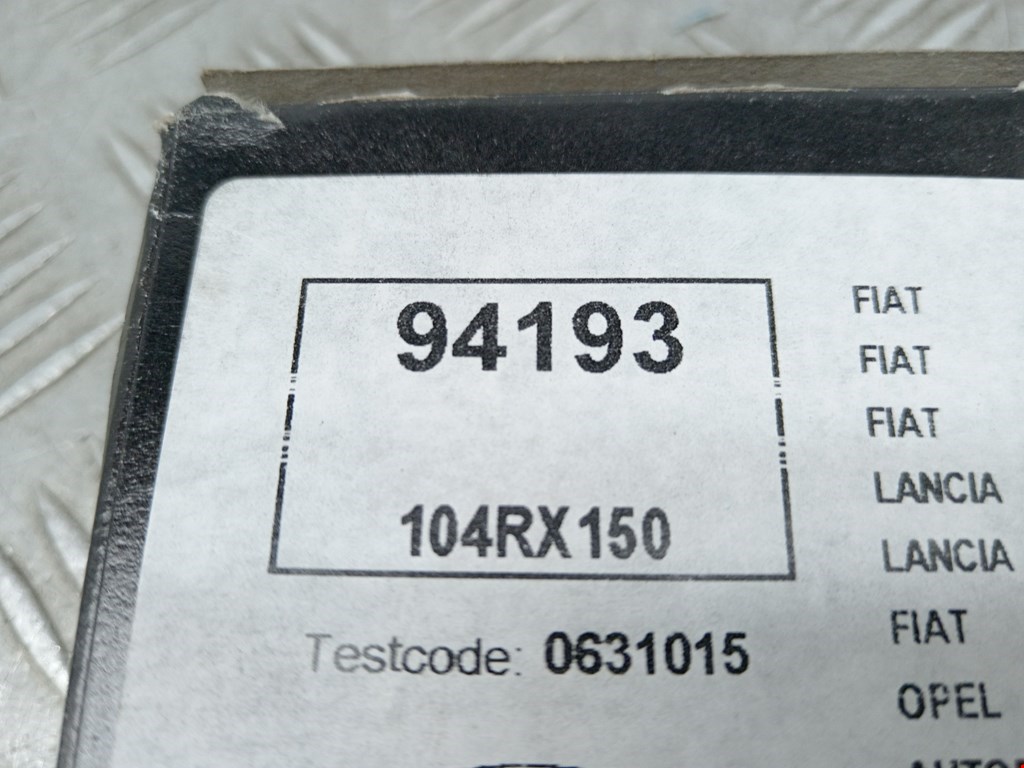 94193
104RX150
Testcode: 0631015
FIAT
FIAT
FIAT
LANCIA
LANCIA
FIAT
OPEL